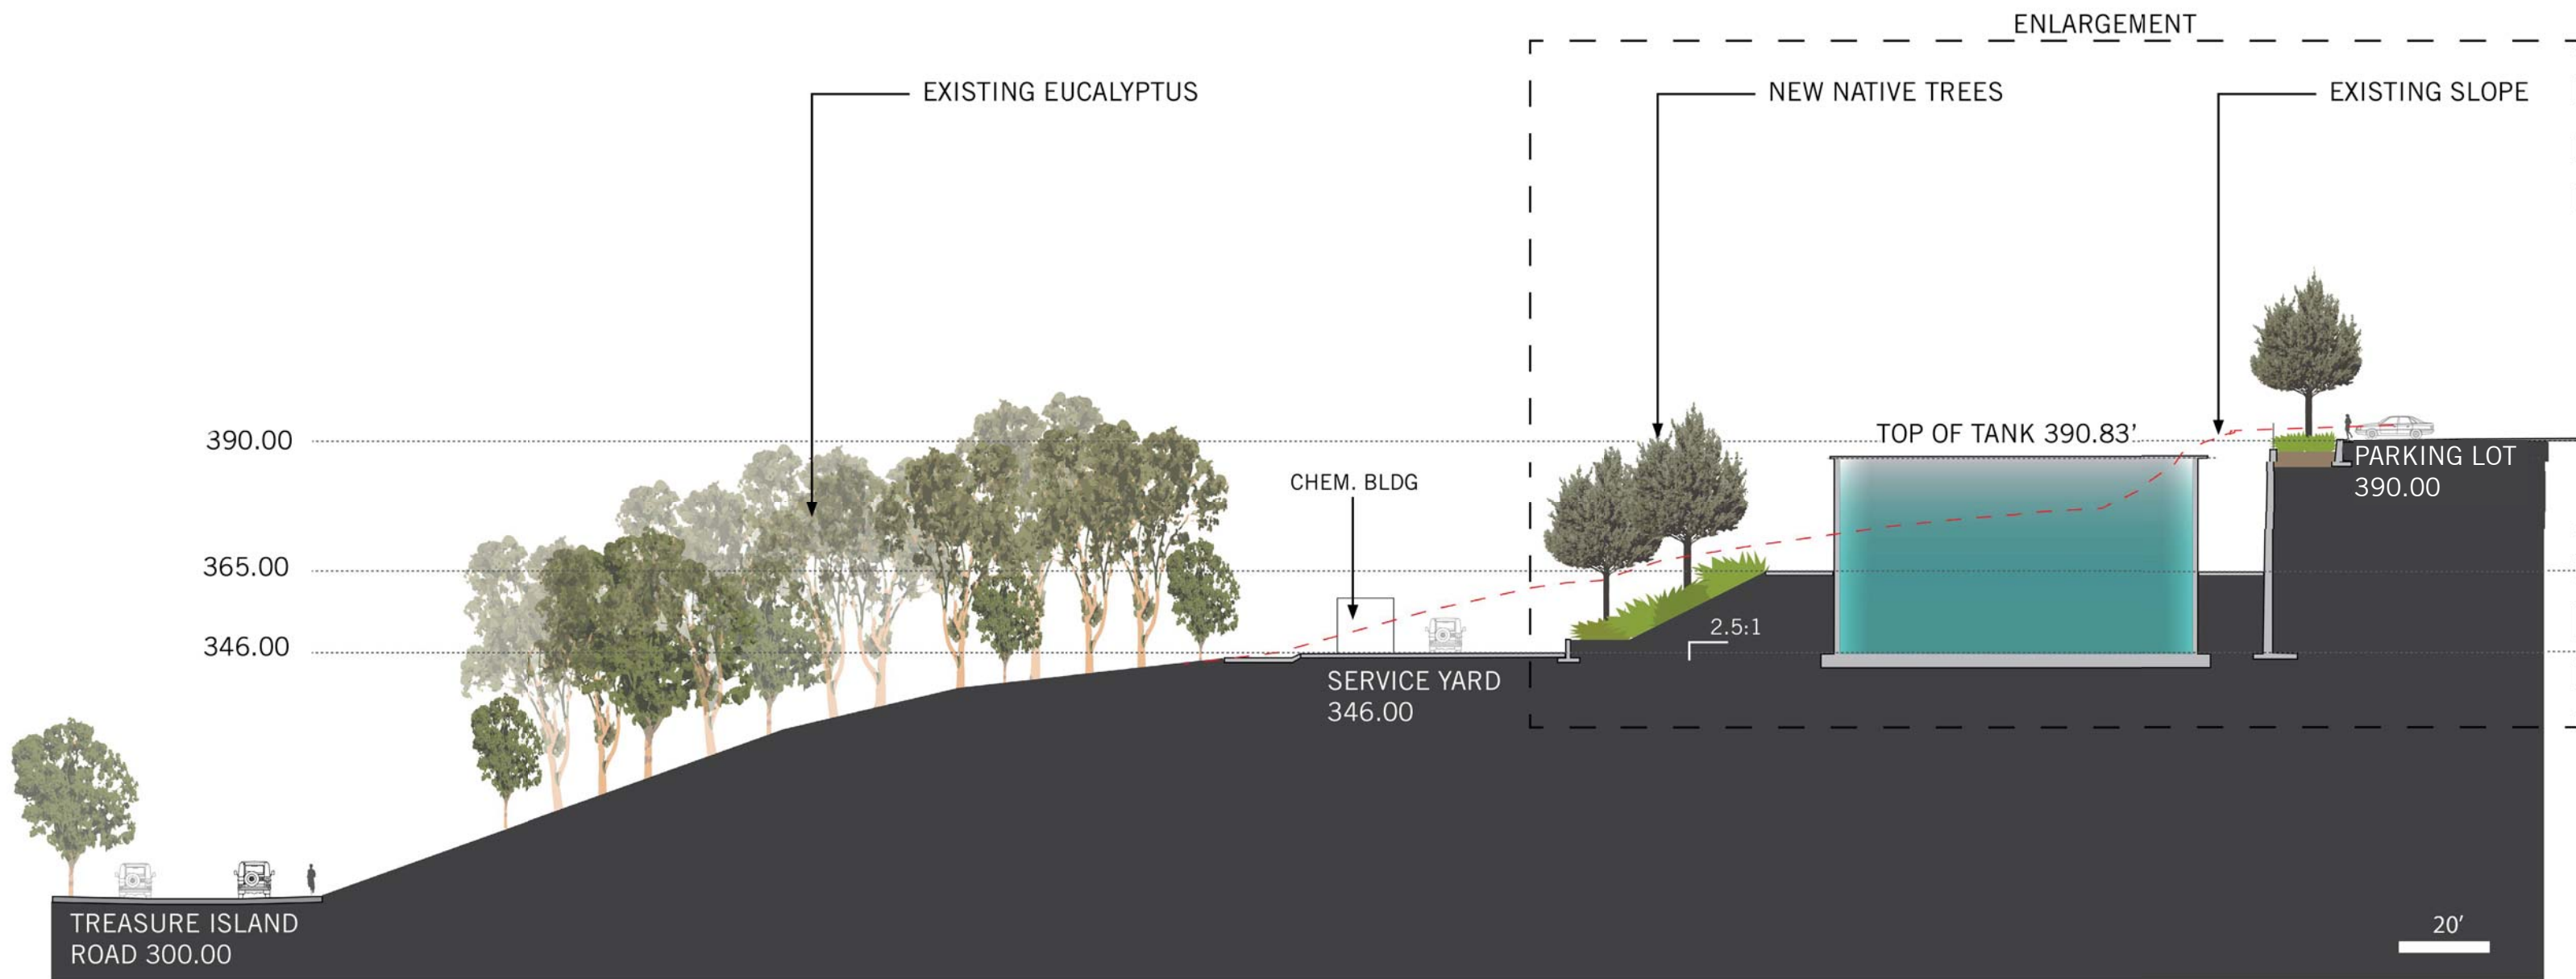 ENLARGEMENT
EXISTING EUCALYPTUS
NEW NATIVE TREES
EXISTING SLOPE
390.00
TOP OF TANK 390.83'
PARKING LOT
390.00
CHEM. BLDG
365.00
346.00
2.5:1
SERVICE YARD
346.00
TREASURE ISLAND
ROAD 300.00
20'